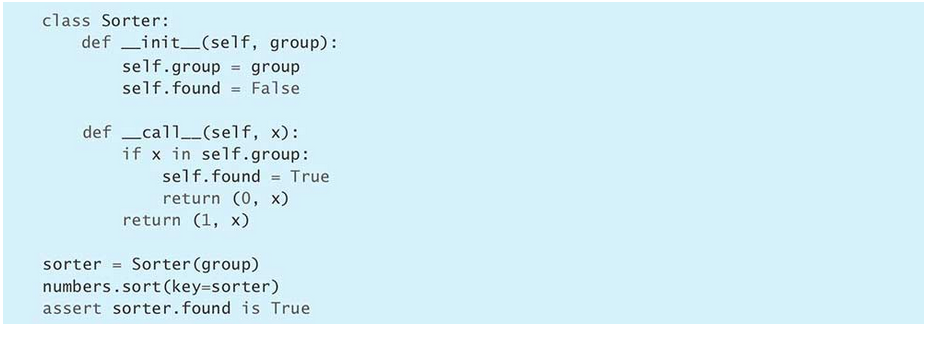 class Sorter:
    def __init__(self, group):
        self.group = group
        self.found = False

    def __call__(self, x):
        if x in self.group:
            self.found = True
            return (0, x)
        return (1, x)

sorter = Sorter(group)
numbers.sort(key=sorter)
assert sorter.found is True